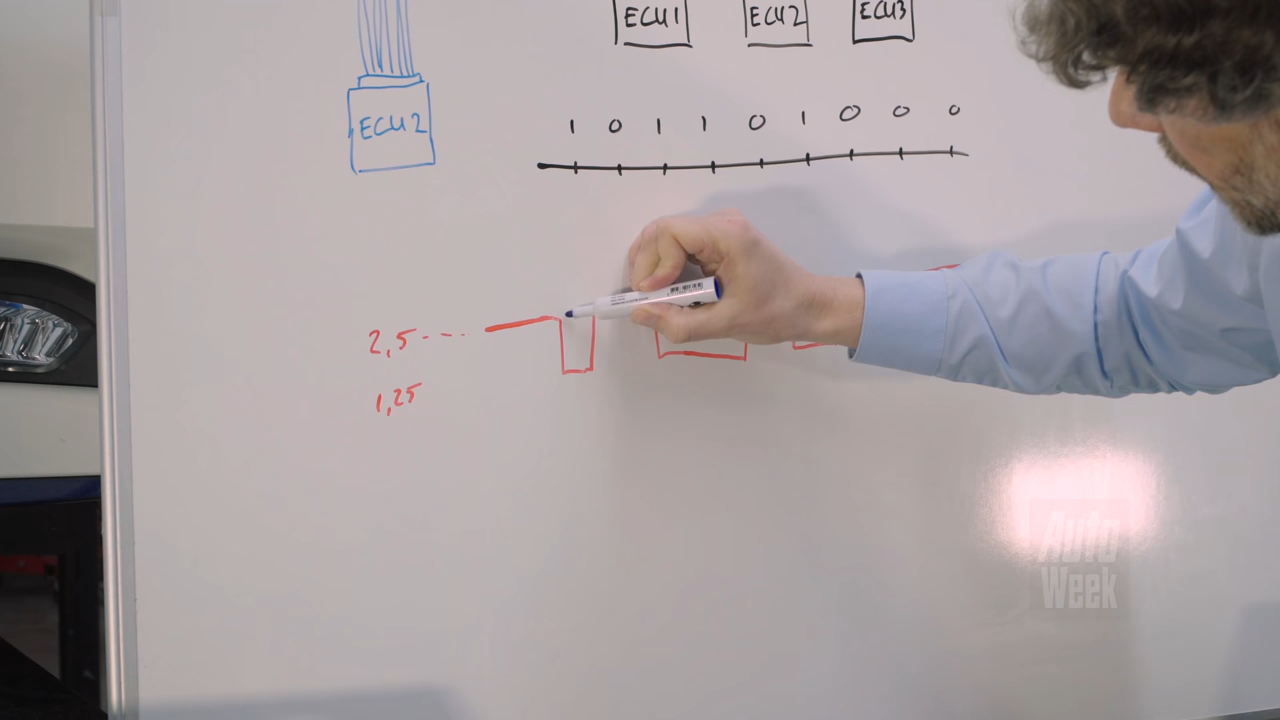 ECU1 ECU2 ECU3
ECU2
1 0 1 1 0 1 0 0 0
2,5
1,25
Auto
Week